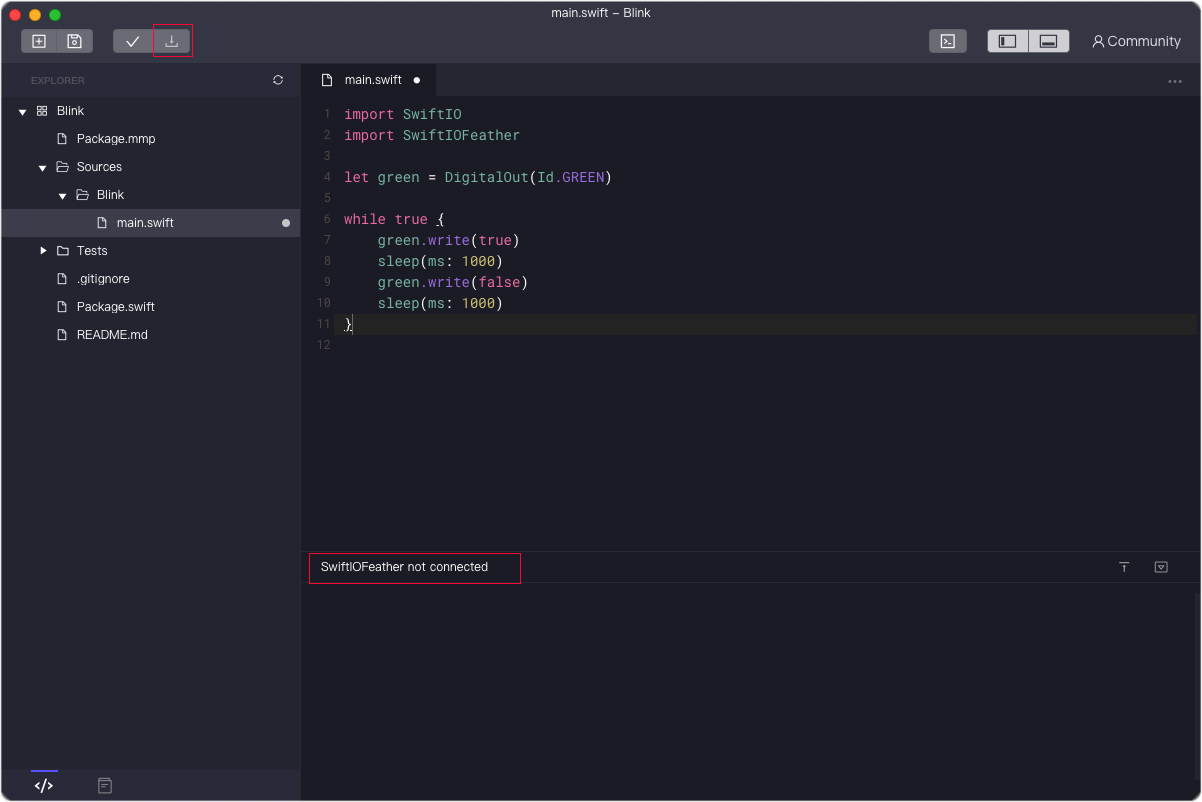 main.swift – Blink
Community
EXPLORER
Blink
Package.mmp
Sources
Blink
main.swift
Tests
.gitignore
Package.swift
README.md
main.swift
1 import SwiftIO
2 import SwiftIOFeather
3
4 let green = DigitalOut(Id.GREEN)
5
6 while true {
7     green.write(true)
8     sleep(ms: 1000)
9     green.write(false)
10     sleep(ms: 1000)
11 }
12
SwiftIOFeather not connected